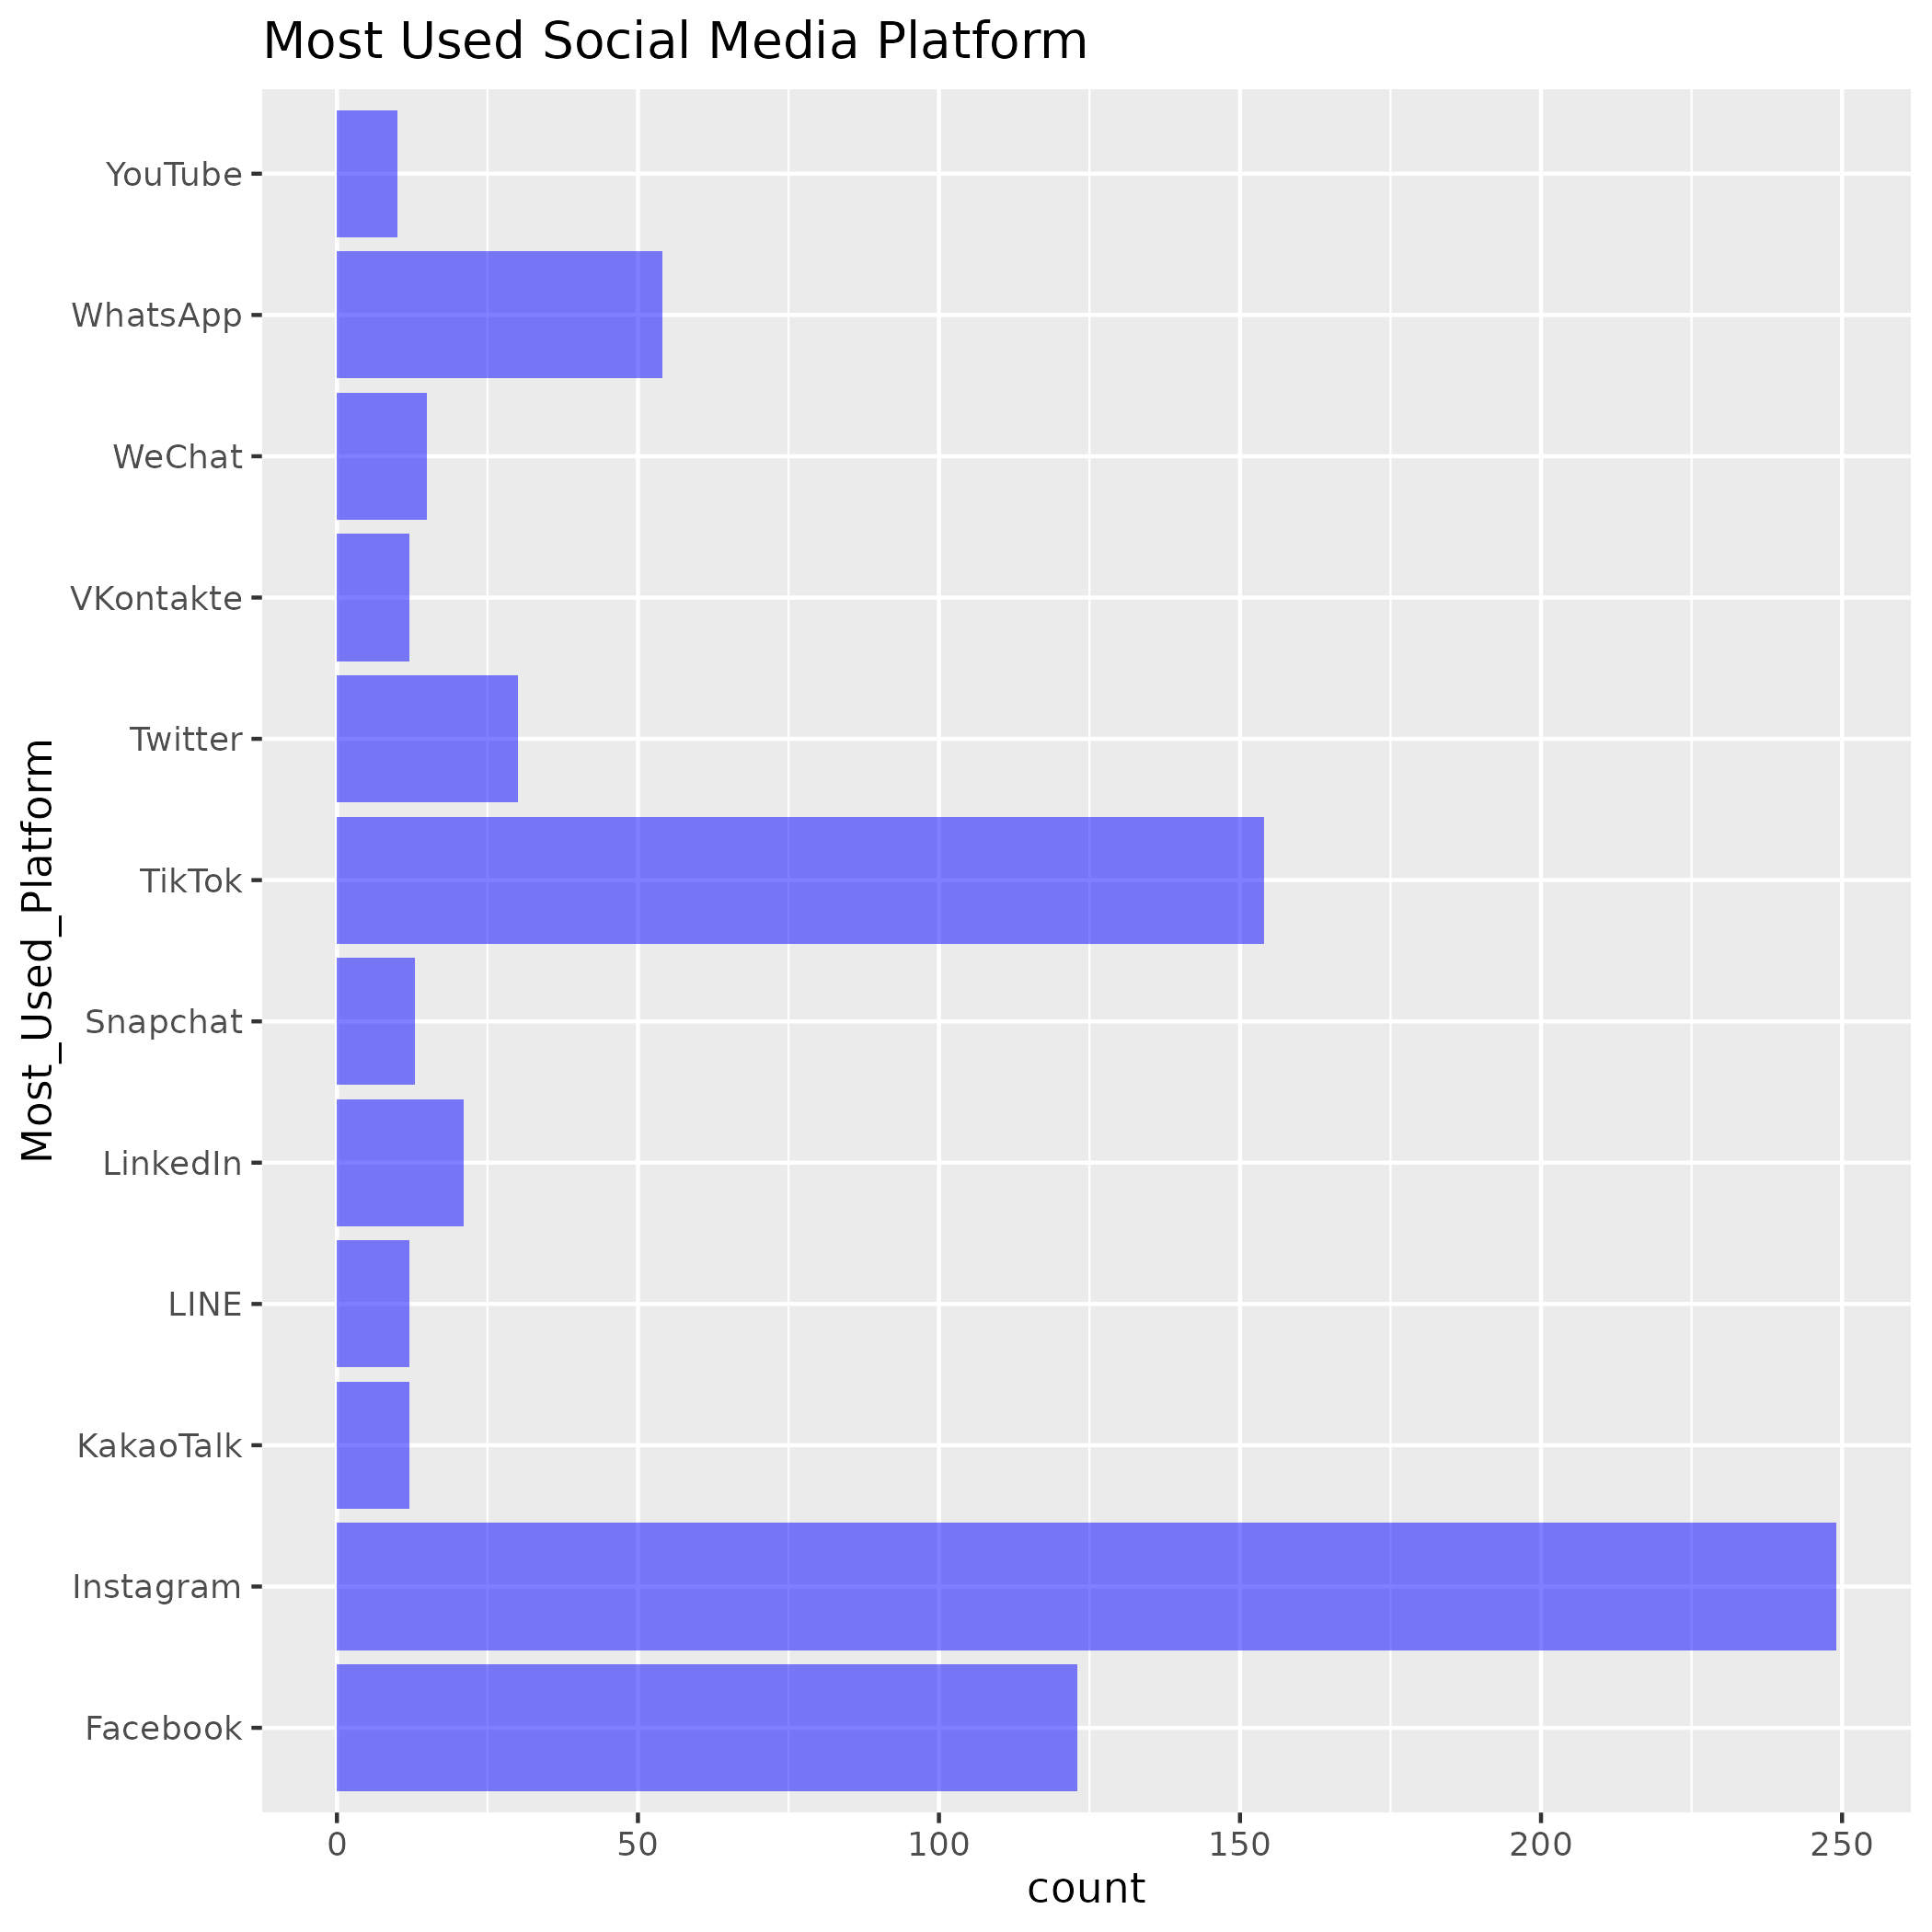 Most Used Social Media Platform
Most_Used_Platform
YouTube
WhatsApp
WeChat
VKontakte
Twitter
TikTok
Snapchat
LinkedIn
LINE
KakaoTalk
Instagram
Facebook
0 50 100 150 200 250
count